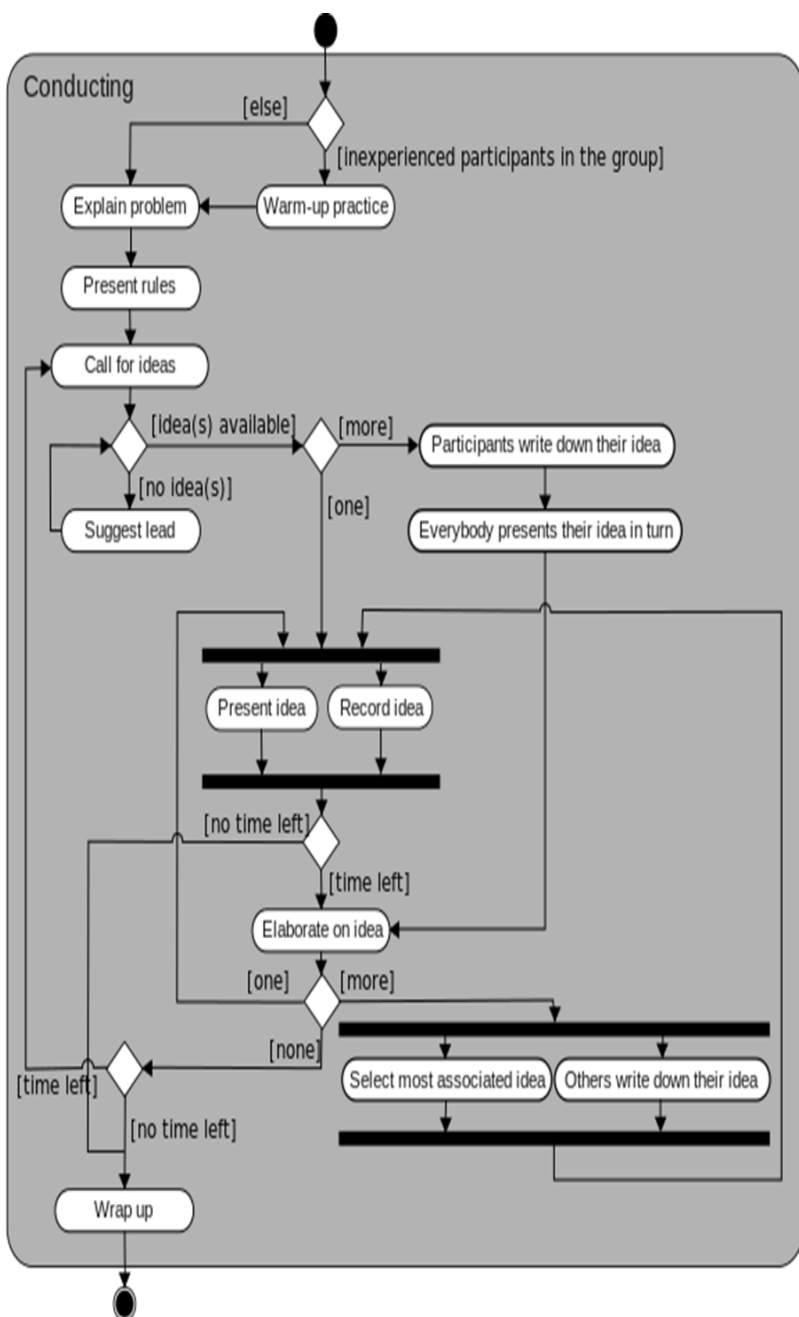 Conducting
[else]
[inexperienced participants in the group]
Explain problem
Warm-up practice
Present rules
Call for ideas
[idea(s) available]
[more]
Participants write down their idea
[no idea(s)]
[one]
Suggest lead
Everybody presents their idea in turn
Present idea
Record idea
[no time left]
[time left]
Elaborate on idea
[one]
[more]
[none]
[time left]
Select most associated idea
Others write down their idea
[no time left]
Wrap up